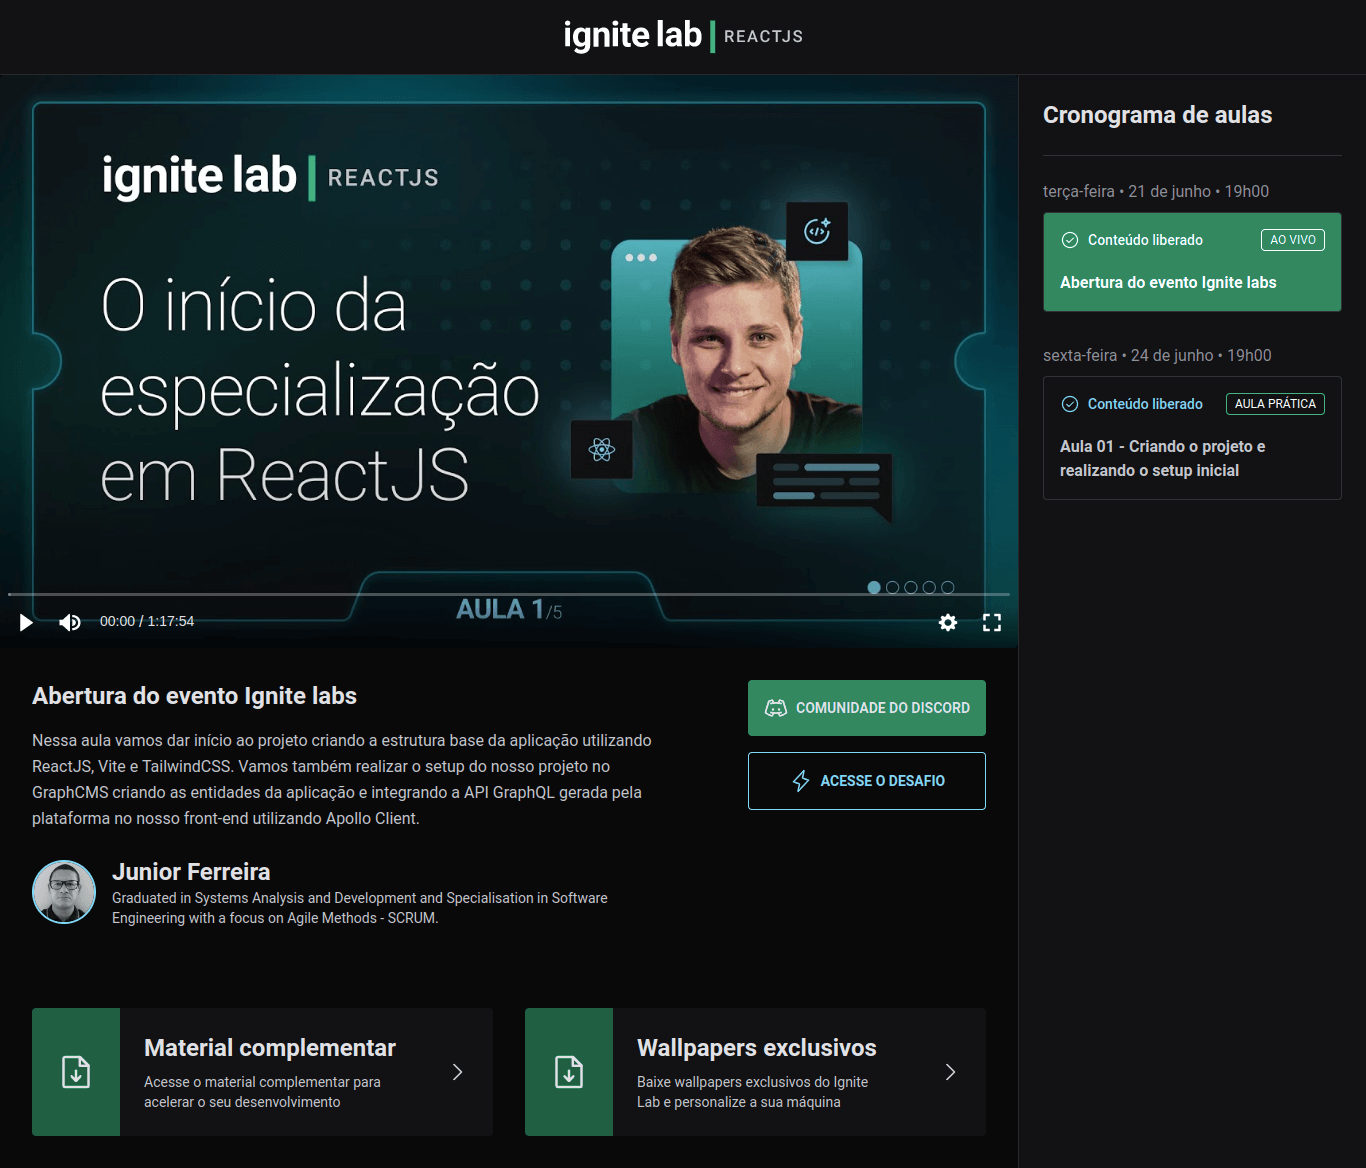 ignite lab | REACTJS
ignite lab | REACTJS
O início da
especialização
em ReactJS
AULA 1/5
00:00 / 1:17:54
Cronograma de aulas
terça-feira • 21 de junho • 19h00
Conteúdo liberado
AO VIVO
Abertura do evento Ignite labs
sexta-feira • 24 de junho • 19h00
Conteúdo liberado
AULA PRÁTICA
Aula 01 - Criando o projeto e
realizando o setup inicial
Abertura do evento Ignite labs
Nessa aula vamos dar início ao projeto criando a estrutura base da aplicação utilizando
ReactJS, Vite e TailwindCSS. Vamos também realizar o setup do nosso projeto no
GraphCMS criando as entidades da aplicação e integrando a API GraphQL gerada pela
plataforma no nosso front-end utilizando Apollo Client.
COMUNIDADE DO DISCORD
ACESSE O DESAFIO
Junior Ferreira
Graduated in Systems Analysis and Development and Specialisation in Software
Engineering with a focus on Agile Methods - SCRUM.
Material complementar
Acesse o material complementar para
acelerar o seu desenvolvimento
Wallpapers exclusivos
Baixe wallpapers exclusivos do Ignite
Lab e personalize a sua máquina